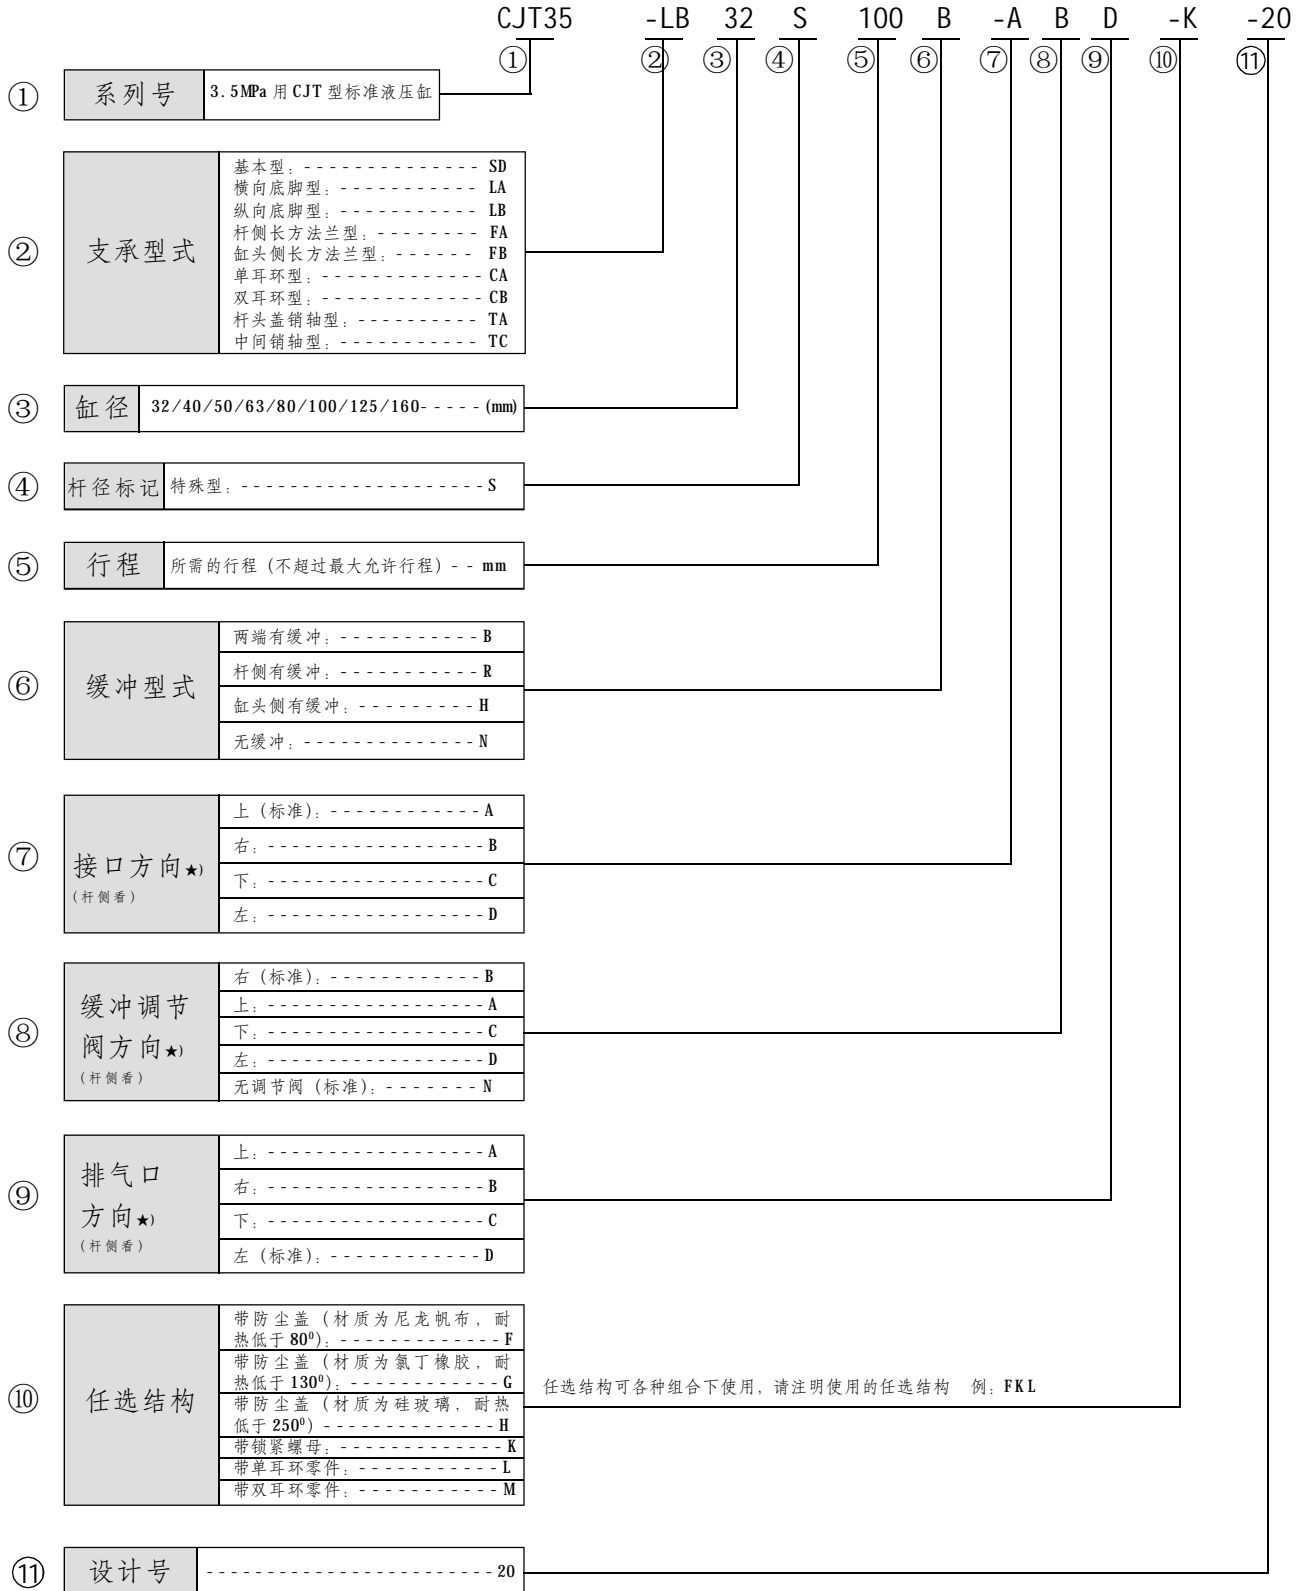 CJT35 -LB 32 S 100 B -A B D -K -20
① ② ③ ④ ⑤ ⑥ ⑦ ⑧ ⑨ ⑩ ⑪
① 系列号 3.5MPa 用 CJT 型标准液压缸
② 支承型式
基本型: - - - - - - - - - - - - - - SD
横向底脚型: - - - - - - - - - - - LA
纵向底脚型: - - - - - - - - - - - LB
杆侧长方法兰型: - - - - - - - - FA
缸头侧长方法兰型: - - - - - - FB
单耳环型: - - - - - - - - - - - - - CA
双耳环型: - - - - - - - - - - - - - CB
杆头盖销轴型: - - - - - - - - - - TA
中间销轴型: - - - - - - - - - - - TC
③ 缸径 32/40/50/63/80/100/125/160- - - - - (mm)
④ 杆径标记 特殊型: - - - - - - - - - - - - - - - - - - - - S
⑤ 行程 所需的行程 (不超过最大允许行程) - - mm
⑥ 缓冲型式
两端有缓冲: - - - - - - - - - - - B
杆侧有缓冲: - - - - - - - - - - - R
缸头侧有缓冲: - - - - - - - - - H
无缓冲: - - - - - - - - - - - - - - N
⑦ 接口方向★)
(杆侧看)
上 (标准): - - - - - - - - - - - - A
右: - - - - - - - - - - - - - - - - - - B
下: - - - - - - - - - - - - - - - - - - C
左: - - - - - - - - - - - - - - - - - - D
⑧ 缓冲调节
阀方向★)
(杆侧看)
右 (标准): - - - - - - - - - - - - B
上: - - - - - - - - - - - - - - - - - - A
下: - - - - - - - - - - - - - - - - - - C
左: - - - - - - - - - - - - - - - - - - D
无调节阀 (标准): - - - - - - - N
⑨ 排气口
方向★)
(杆侧看)
上: - - - - - - - - - - - - - - - - - - A
右: - - - - - - - - - - - - - - - - - - B
下: - - - - - - - - - - - - - - - - - - C
左 (标准): - - - - - - - - - - - - D
⑩ 任选结构
带防尘盖 (材质为尼龙帆布, 耐
热低于 80⁰): - - - - - - - - - - - - - F
带防尘盖 (材质为氯丁橡胶, 耐
热低于 130⁰): - - - - - - - - - - - - G
带防尘盖 (材质为硅玻璃, 耐热
低于 250⁰) - - - - - - - - - - - - - - H
带锁紧螺母: - - - - - - - - - - - - - K
带单耳环零件: - - - - - - - - - - - L
带双耳环零件: - - - - - - - - - - - M
任选结构可各种组合下使用, 请注明使用的任选结构 例: FKL
⑪ 设计号 - - - - - - - - - - - - - - - - - - - - - - - 20